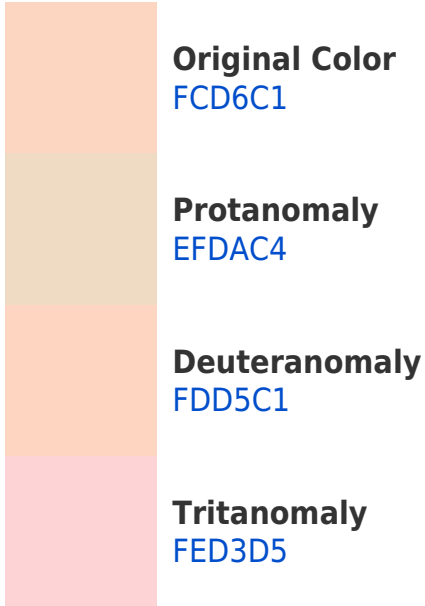 Original Color
FCD6C1
Protanomaly
EFDAC4
Deuteranomaly
FDD5C1
Tritanomaly
FED3D5